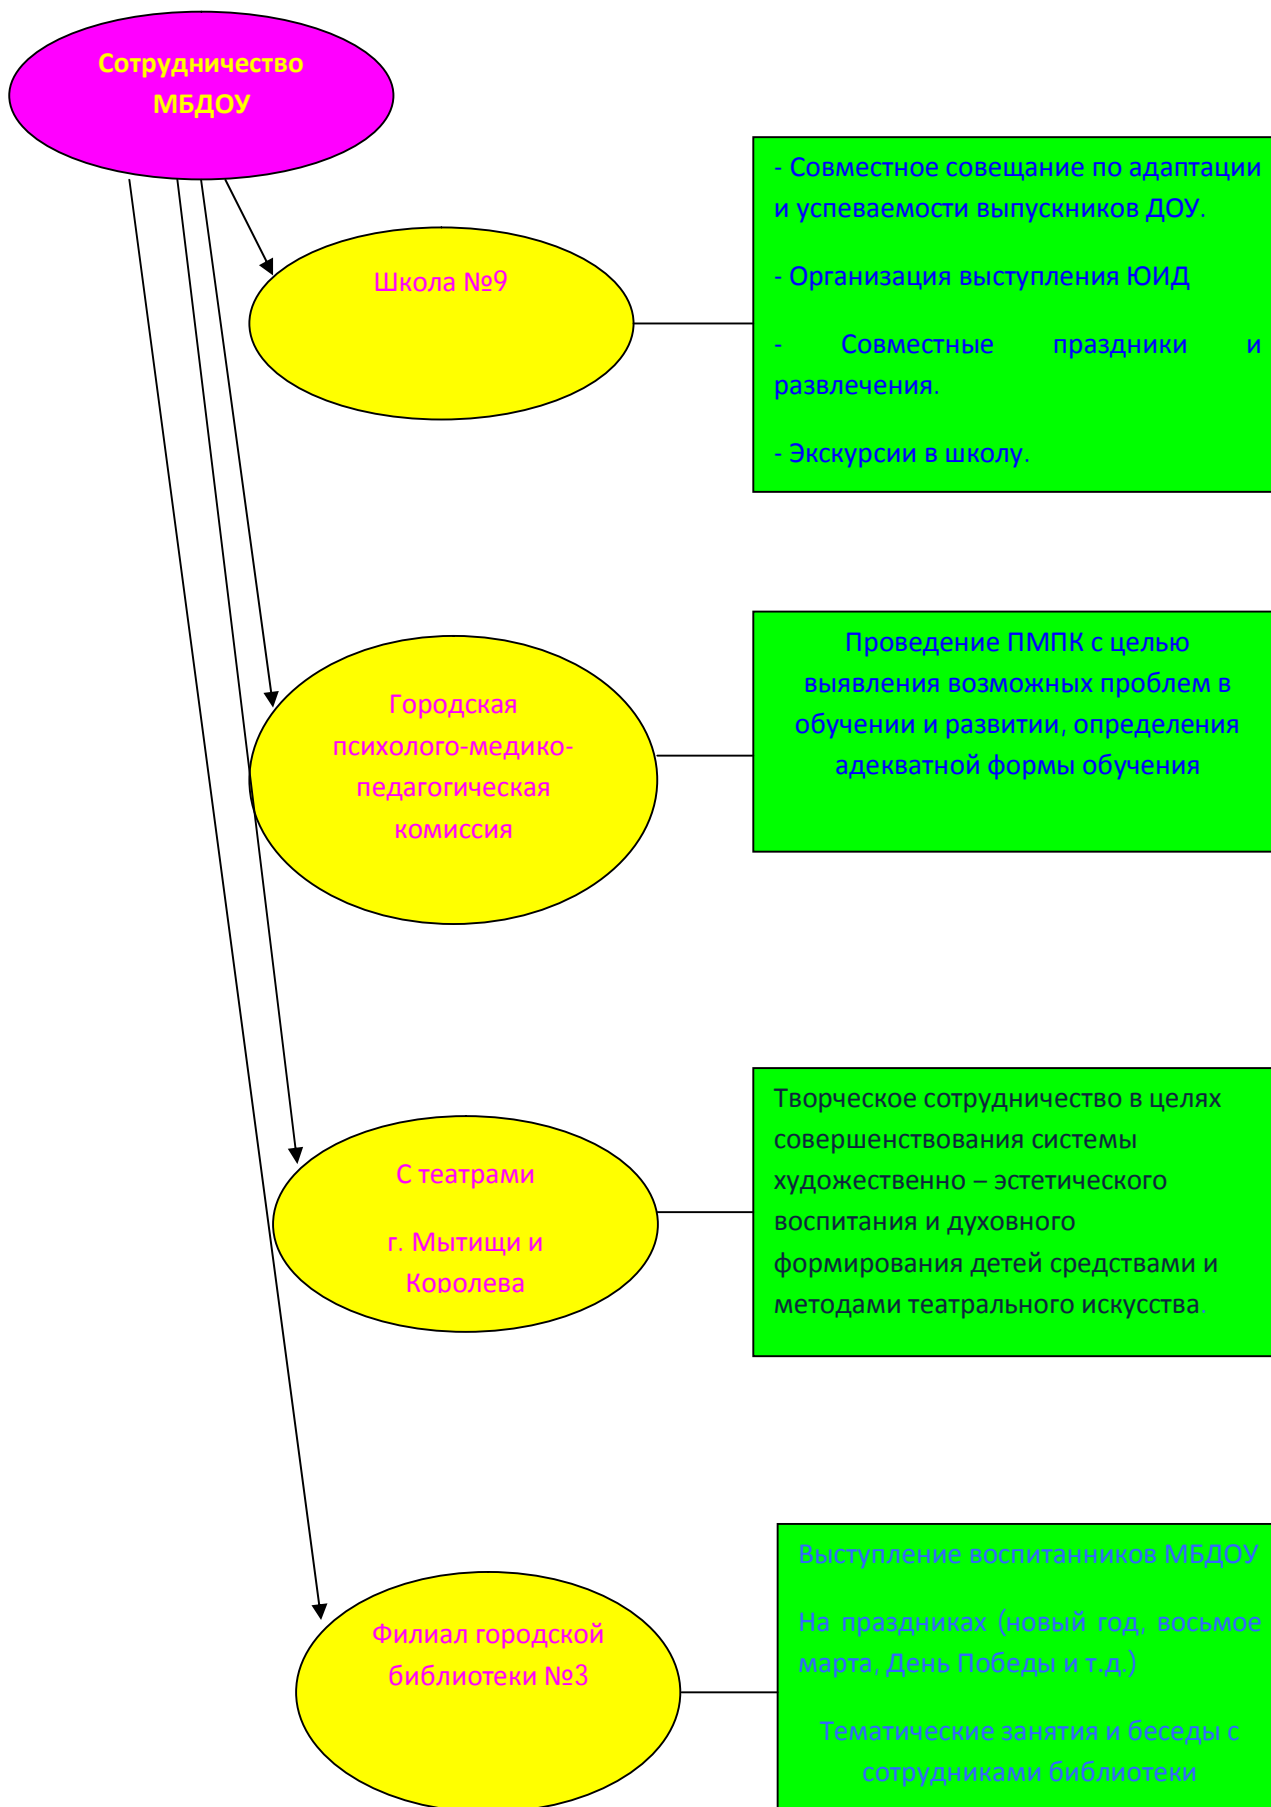 Сотрудничество
МБДОУ
Школа №9
- Совместное совещание по адаптации
и успеваемости выпускников ДОУ.
- Организация выступления ЮИД
- Совместные праздники и
развлечения.
- Экскурсии в школу.
Городская
психолого-медико-
педагогическая
комиссия
Проведение ПМПК с целью
выявления возможных проблем в
обучении и развитии, определения
адекватной формы обучения
С театрами
г. Мытищи и
Королева
Творческое сотрудничество в целях
совершенствования системы
художественно – эстетического
воспитания и духовного
формирования детей средствами и
методами театрального искусства.
Филиал городской
библиотеки №3
Выступление воспитанников МБДОУ
На праздниках (новый год, восьмое
марта, День Победы и т.д.)
Тематические занятия и беседы с
сотрудниками библиотеки